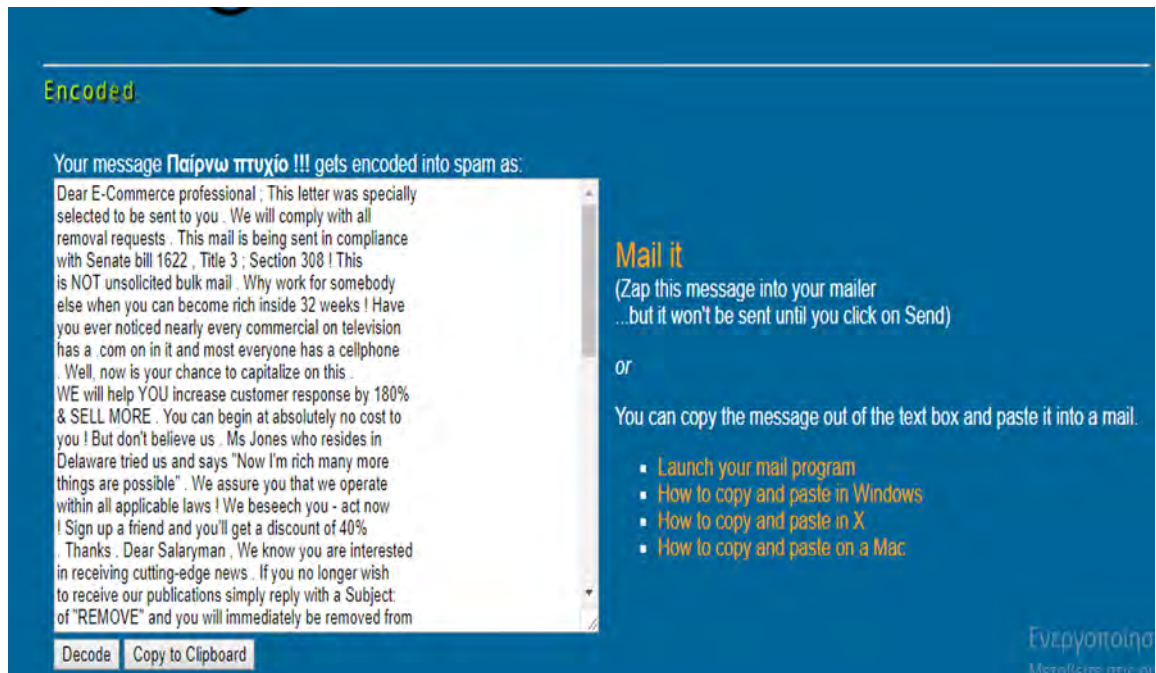 Encoded
Your message Παίρνω πτυχίο !!! gets encoded into spam as:
Dear E-Commerce professional ; This letter was specially
selected to be sent to you . We will comply with all
removal requests . This mail is being sent in compliance
with Senate bill 1622 , Title 3 ; Section 308 ! This
is NOT unsolicited bulk mail . Why work for somebody
else when you can become rich inside 32 weeks ! Have
you ever noticed nearly every commercial on television
has a .com on in it and most everyone has a cellphone
. Well, now is your chance to capitalize on this .
WE will help YOU increase customer response by 180%
& SELL MORE . You can begin at absolutely no cost to
you ! But don't believe us . Ms Jones who resides in
Delaware tried us and says "Now I'm rich many more
things are possible" . We assure you that we operate
within all applicable laws ! We beseech you - act now
! Sign up a friend and you'll get a discount of 40%
. Thanks . Dear Salaryman , We know you are interested
in receiving cutting-edge news . If you no longer wish
to receive our publications simply reply with a Subject:
of "REMOVE" and you will immediately be removed from
Decode Copy to Clipboard
Mail it
(Zap this message into your mailer
...but it won't be sent until you click on Send)
or
You can copy the message out of the text box and paste it into a mail.
Launch your mail program
How to copy and paste in Windows
How to copy and paste in X
How to copy and paste on a Mac
Ενεργοποίησ